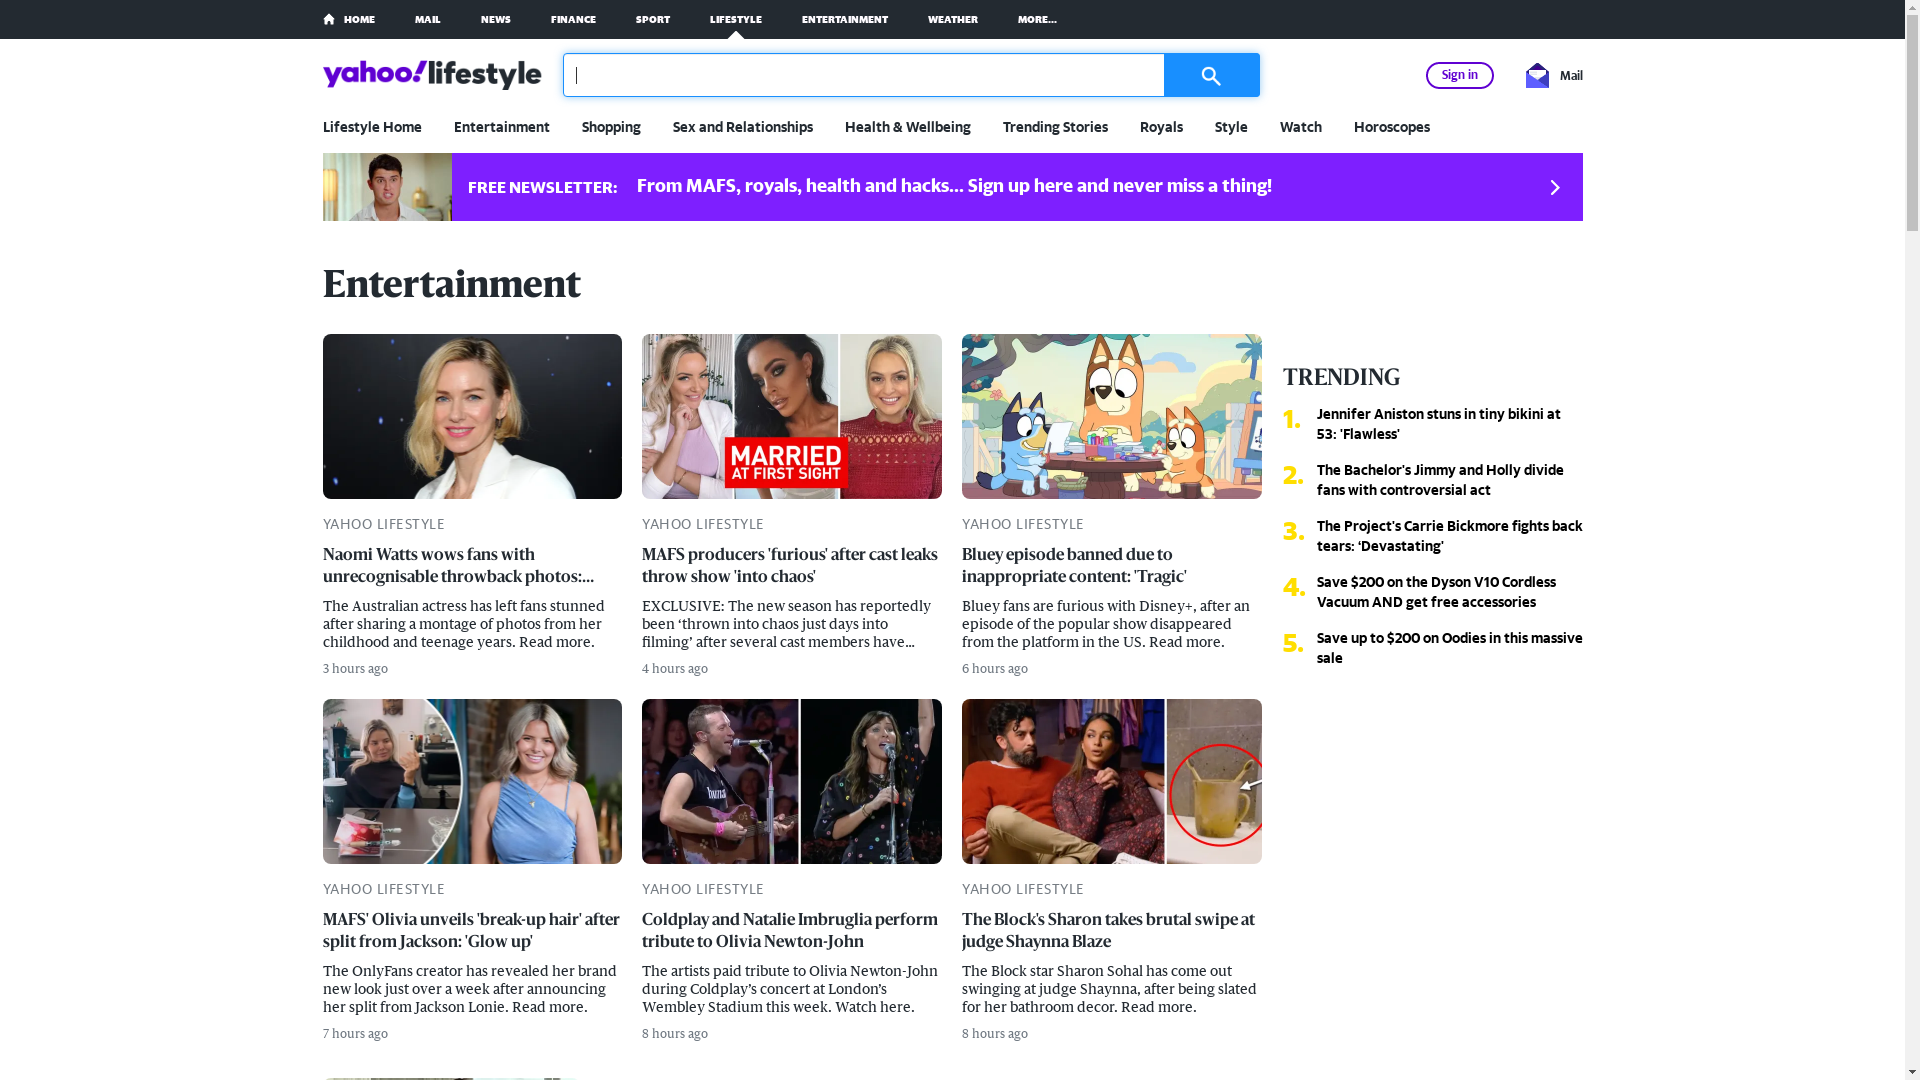 HOME MAIL NEWS FINANCE SPORT LIFESTYLE ENTERTAINMENT WEATHER MORE...
yahoo!lifestyle
Sign in
Mail
Lifestyle Home Entertainment Shopping Sex and Relationships Health & Wellbeing Trending Stories Royals Style Watch Horoscopes
FREE NEWSLETTER: From MAFS, royals, health and hacks... Sign up here and never miss a thing!
Entertainment
MARRIED
AT FIRST SIGHT
YAHOO LIFESTYLE
Naomi Watts wows fans with
unrecognisable throwback photos:...
The Australian actress has left fans stunned
after sharing a montage of photos from her
childhood and teenage years. Read more.
3 hours ago
YAHOO LIFESTYLE
MAFS producers 'furious' after cast leaks
throw show 'into chaos'
EXCLUSIVE: The new season has reportedly
been ‘thrown into chaos just days into
filming’ after several cast members have...
4 hours ago
YAHOO LIFESTYLE
Bluey episode banned due to
inappropriate content: 'Tragic'
Bluey fans are furious with Disney+, after an
episode of the popular show disappeared
from the platform in the US. Read more.
6 hours ago
YAHOO LIFESTYLE
MAFS' Olivia unveils 'break-up hair' after
split from Jackson: 'Glow up'
The OnlyFans creator has revealed her brand
new look just over a week after announcing
her split from Jackson Lonie. Read more.
7 hours ago
YAHOO LIFESTYLE
Coldplay and Natalie Imbruglia perform
tribute to Olivia Newton-John
The artists paid tribute to Olivia Newton-John
during Coldplay’s concert at London’s
Wembley Stadium this week. Watch here.
8 hours ago
YAHOO LIFESTYLE
The Block's Sharon takes brutal swipe at
judge Shaynna Blaze
The Block star Sharon Sohal has come out
swinging at judge Shaynna, after being slated
for her bathroom decor. Read more.
8 hours ago
TRENDING
1. Jennifer Aniston stuns in tiny bikini at
53: 'Flawless'
2. The Bachelor's Jimmy and Holly divide
fans with controversial act
3. The Project's Carrie Bickmore fights back
tears: ‘Devastating'
4. Save $200 on the Dyson V10 Cordless
Vacuum AND get free accessories
5. Save up to $200 on Oodies in this massive
sale